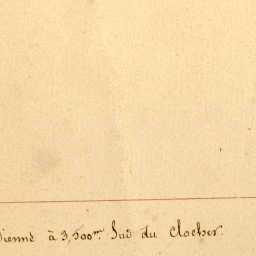 à 3,500m. Sud du clocher.